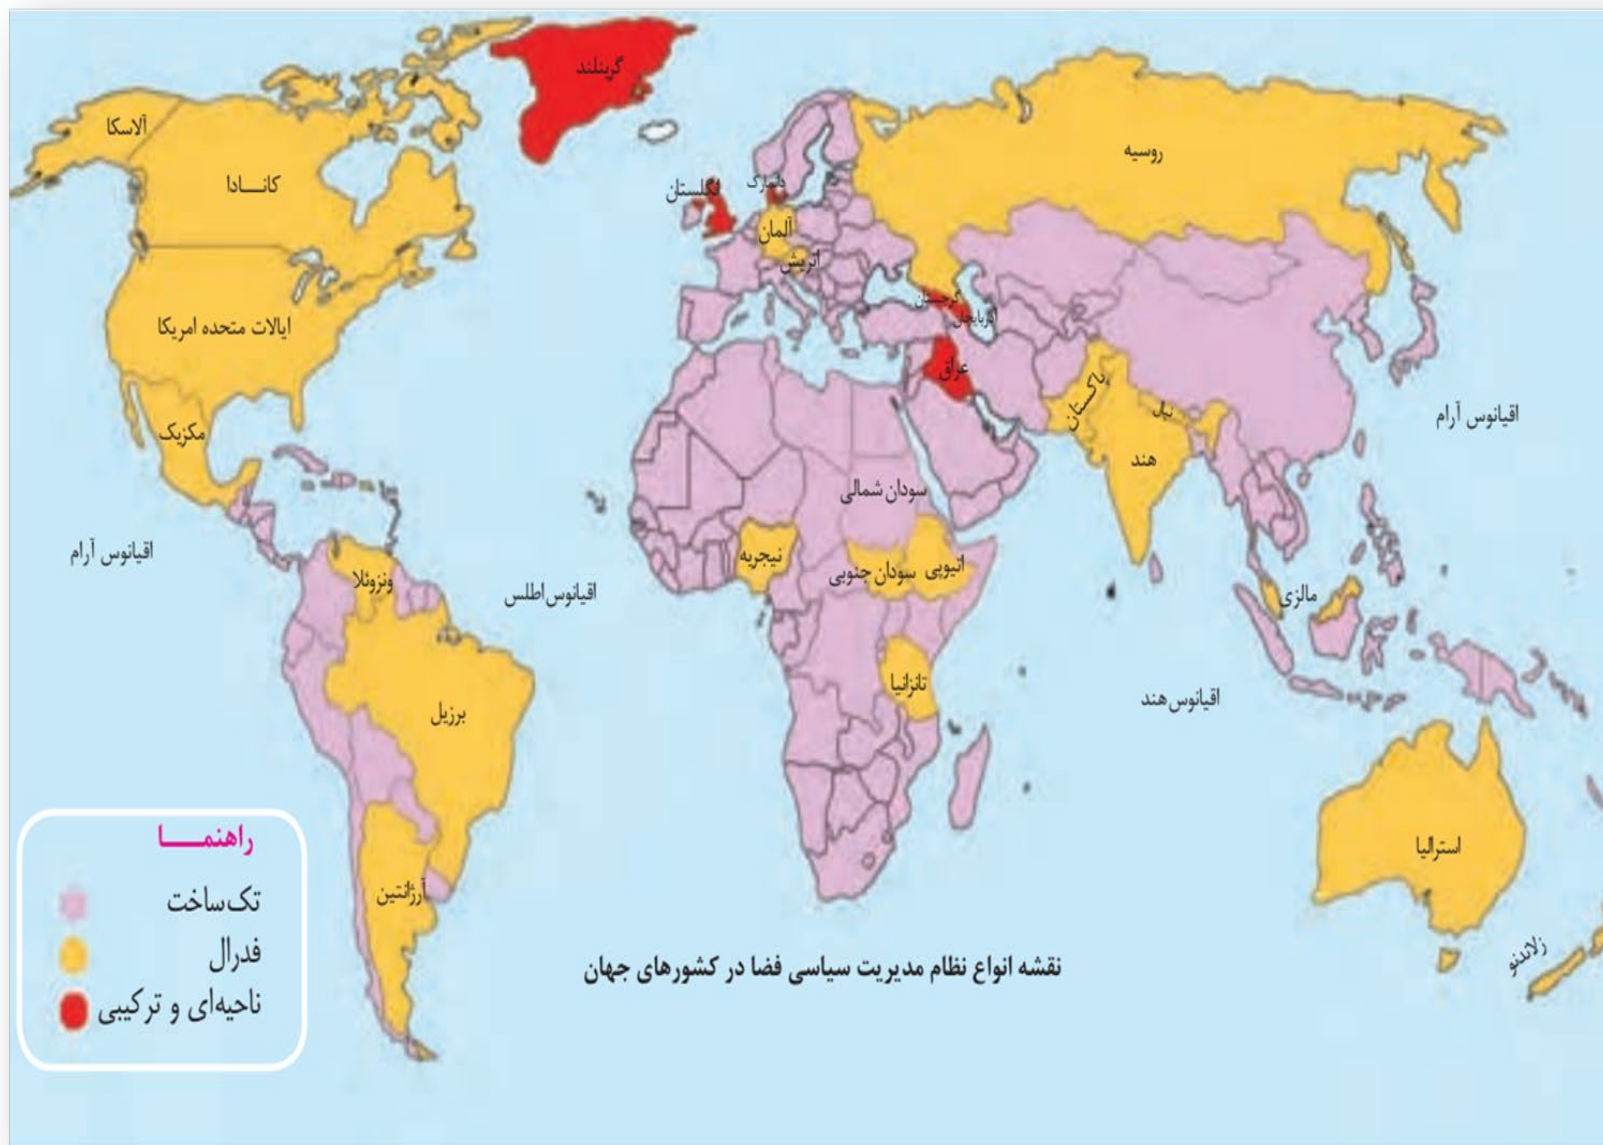 گرینلند
آلاسکا
کانـــادا
روسیه
انگلستان
دانمارک
آلمان
اتریش
گرجستان
آذربایجان
ایالات متحده امریکا
عراق
پاکستان
نپال
هند
مکزیک
اقیانوس آرام
سودان شمالی
اقیانوس آرام
نیجریه
سودان جنوبی
اتیوپی
ونزوئلا
اقیانوس اطلس
مالزی
تانزانیا
اقیانوس هند
برزیل
استرالیا
آرژانتین
زلاندنو
راهنمـــــا
تک‌ساخت
فدرال
ناحیه‌ای و ترکیبی
نقشه انواع نظام مدیریت سیاسی فضا در کشورهای جهان